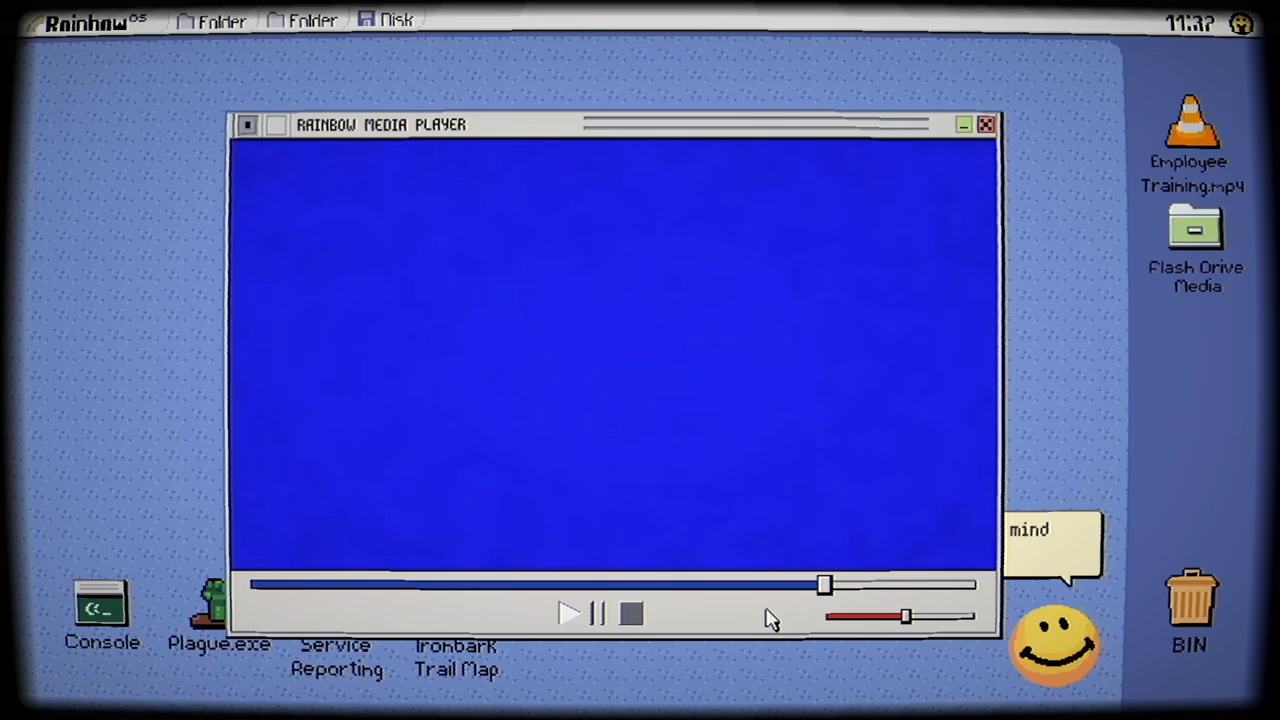 Rainbow OS
Folder
Folder
Disk
11:32
RAINBOW MEDIA PLAYER
Employee
Training.mp4
Flash Drive
Media
mind
Console
Plague.exe
Service
Reporting
Ironbark
Trail Map
BIN